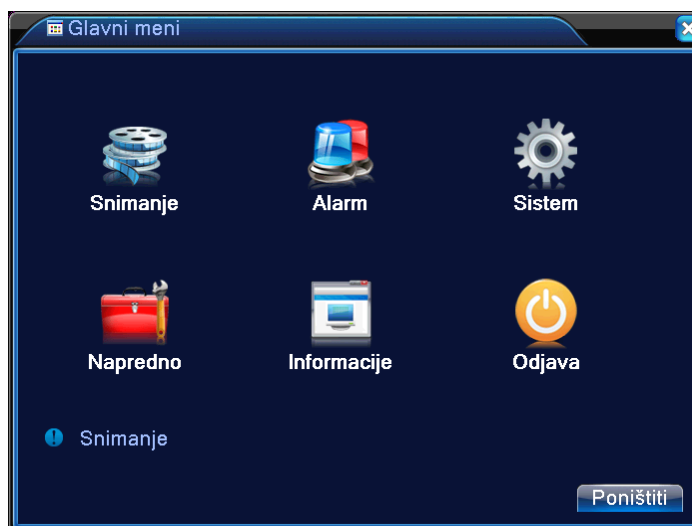 Glavni meni
Snimanje Alarm Sistem
Napredno Informacije Odjava
Snimanje
Poništiti